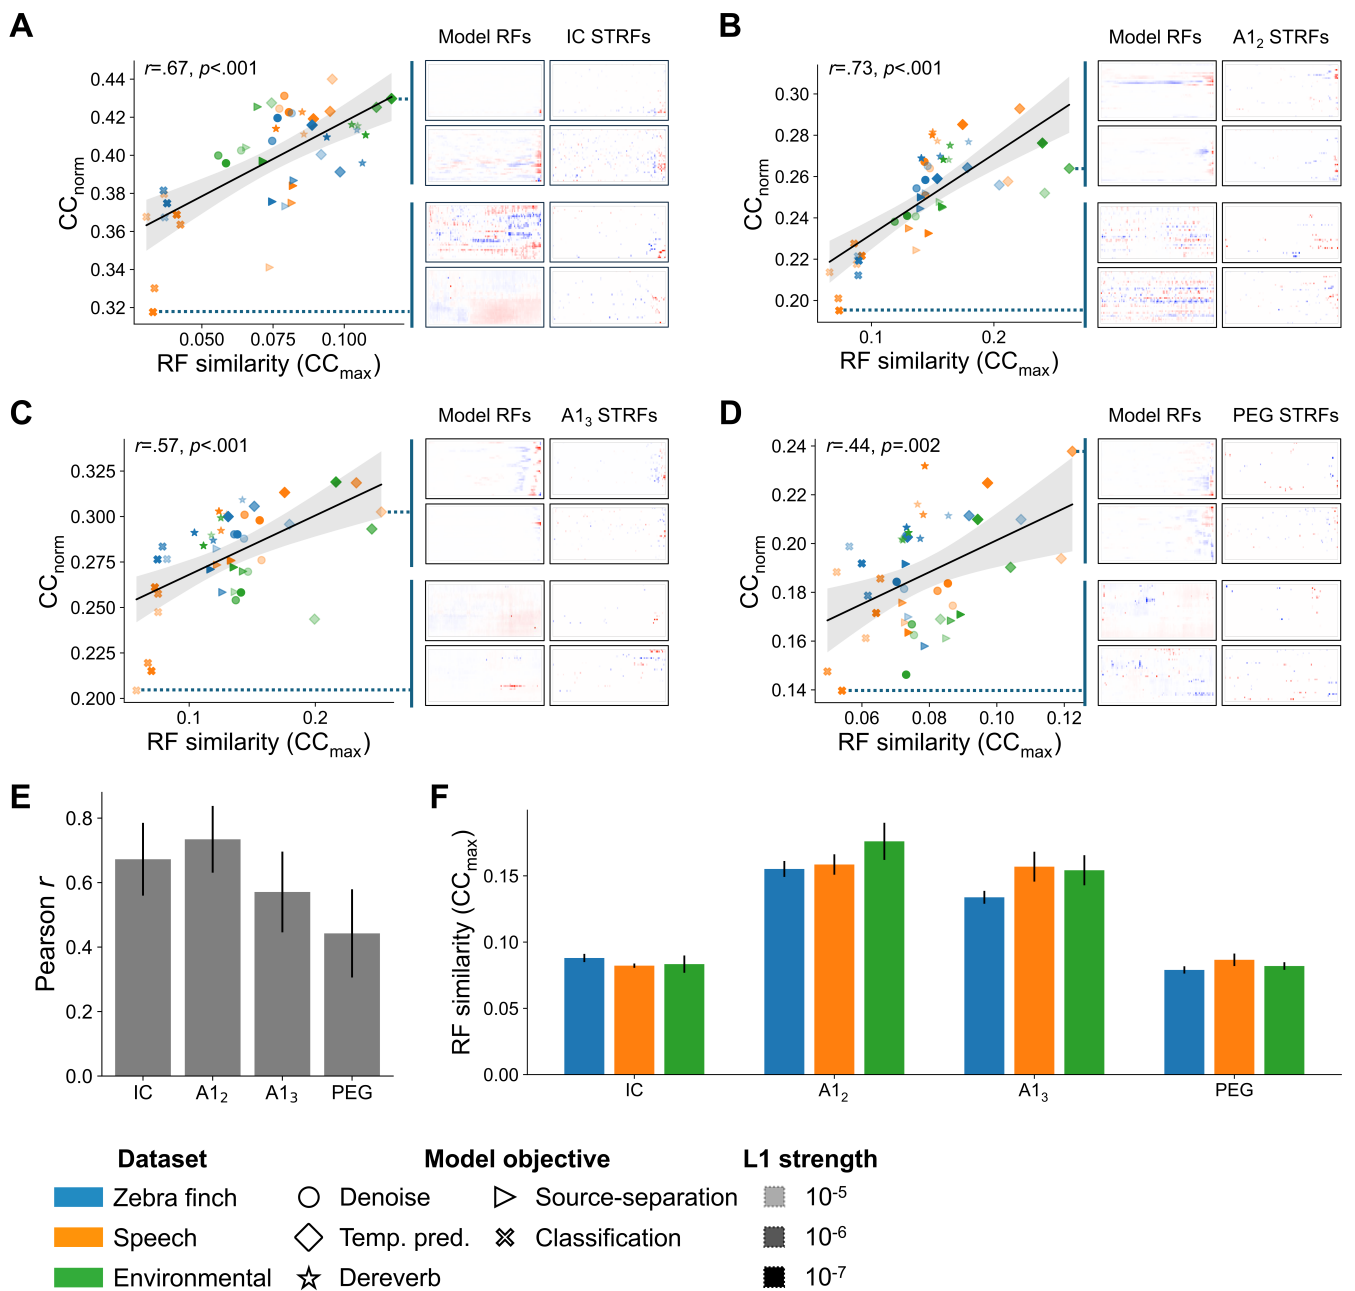 A
Model RFs IC STRFs
r=.67, p<.001
0.44
0.42
0.40
0.38
0.36
0.34
0.32
CCnorm
0.050 0.075 0.100
RF similarity (CCmax)
B
Model RFs A12 STRFs
r=.73, p<.001
0.30
0.28
0.26
0.24
0.22
0.20
CCnorm
0.1 0.2
RF similarity (CCmax)
C
Model RFs A13 STRFs
r=.57, p<.001
0.325
0.300
0.275
0.250
0.225
0.200
CCnorm
0.1 0.2
RF similarity (CCmax)
D
Model RFs PEG STRFs
r=.44, p=.002
0.24
0.22
0.20
0.18
0.16
0.14
CCnorm
0.06 0.08 0.10 0.12
RF similarity (CCmax)
E
0.8
0.6
0.4
0.2
0.0
Pearson r
IC A12 A13 PEG
F
0.15
0.10
0.05
0.00
RF similarity (CCmax)
IC A12 A13 PEG
Dataset
Zebra finch
Speech
Environmental
Model objective
Denoise Source-separation
Temp. pred. Classification
Dereverb
L1 strength
10-5
10-6
10-7